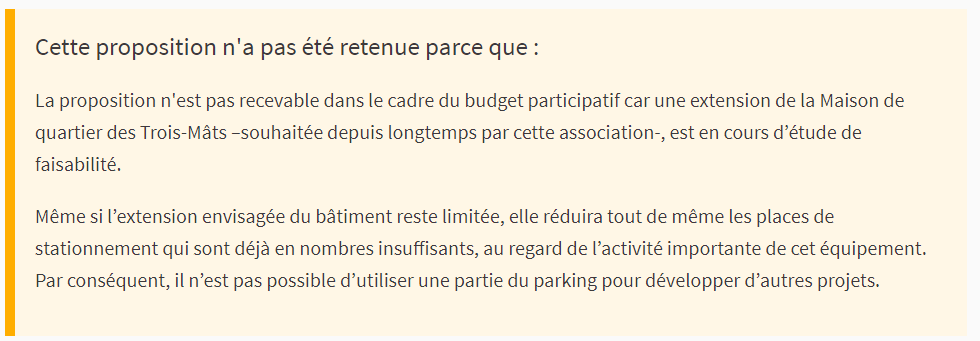 Cette proposition n'a pas été retenue parce que :
La proposition n'est pas recevable dans le cadre du budget participatif car une extension de la Maison de
quartier des Trois-Mâts –souhaitée depuis longtemps par cette association-, est en cours d’étude de
faisabilité.
Même si l’extension envisagée du bâtiment reste limitée, elle réduira tout de même les places de
stationnement qui sont déjà en nombres insuffisants, au regard de l’activité importante de cet équipement.
Par conséquent, il n’est pas possible d’utiliser une partie du parking pour développer d’autres projets.